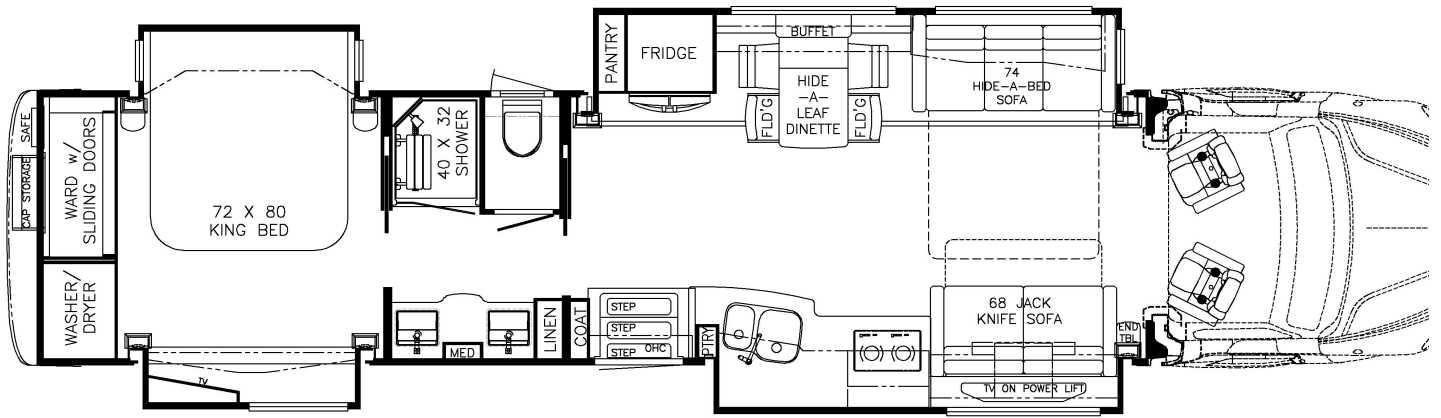 SAFE
CAP STORAGE
WARD w/
SLIDING DOORS
WASHER/
DRYER
72 X 80
KING BED
TV
40 X 32
SHOWER
MED
LINEN
COAT
STEP
STEP
STEP
OHC
PTRY
PANTRY
FRIDGE
BUFFET
HIDE
-A-
LEAF
DINETTE
FLD'G
FLD'G
74
HIDE-A-BED
SOFA
68 JACK
KNIFE SOFA
TV ON POWER LIFT
END
TBL